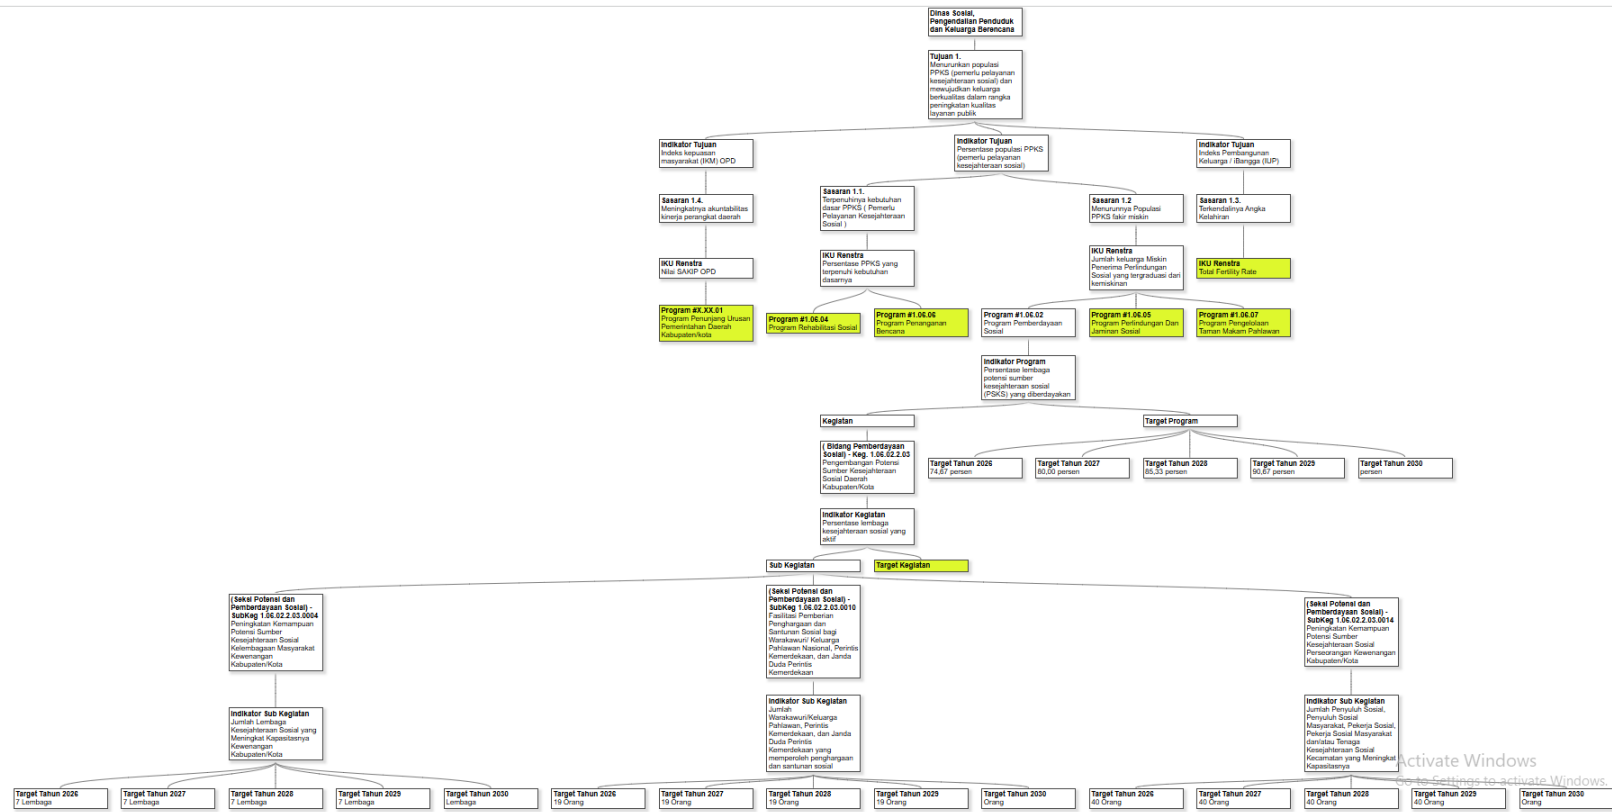 Dinas Sosial,
Pengendalian Penduduk
dan Keluarga Berencana
Tujuan 1.
Menurunkan populasi
PPKS (pemerlu pelayanan
kesejahteraan sosial) dan
mewujudkan keluarga
berkualitas dalam rangka
peningkatan kualitas
layanan publik
Indikator Tujuan
Indeks kepuasan
masyarakat (IKM) OPD
Indikator Tujuan
Persentase populasi PPKS
(pemerlu pelayanan
kesejahteraan sosial)
Indikator Tujuan
Indeks Pembangunan
Keluarga / iBangga (IUP)
Sasaran 1.4.
Meningkatnya akuntabilitas
kinerja perangkat daerah
Sasaran 1.1.
Terpenuhinya kebutuhan
dasar PPKS ( Pemerlu
Pelayanan Kesejahteraan
Sosial )
Sasaran 1.2
Menurunnya Populasi
PPKS fakir miskin
Sasaran 1.3.
Terkendalinya Angka
Kelahiran
IKU Renstra
Nilai SAKIP OPD
IKU Renstra
Persentase PPKS yang
terpenuhi kebutuhan
dasarnya
IKU Renstra
Jumlah keluarga Miskin
Penerima Perlindungan
Sosial yang tergraduasi dari
kemiskinan
IKU Renstra
Total Fertility Rate
Program #X.XX.01
Program Penunjang Urusan
Pemerintahan Daerah
Kabupaten/kota
Program #1.06.04
Program Rehabilitasi Sosial
Program #1.06.06
Program Penanganan
Bencana
Program #1.06.02
Program Pemberdayaan
Sosial
Program #1.06.05
Program Perlindungan Dan
Jaminan Sosial
Program #1.06.07
Program Pengelolaan
Taman Makam Pahlawan
Indikator Program
Persentase lembaga
potensi sumber
kesejahteraan sosial
(PSKS) yang diberdayakan
Kegiatan
Target Program
( Bidang Pemberdayaan
Sosial) - Keg. 1.06.02.2.03
Pengembangan Potensi
Sumber Kesejahteraan
Sosial Daerah
Kabupaten/Kota
Target Tahun 2026
74,67 persen
Target Tahun 2027
80,00 persen
Target Tahun 2028
85,33 persen
Target Tahun 2029
90,67 persen
Target Tahun 2030
persen
Indikator Kegiatan
Persentase lembaga
kesejahteraan sosial yang
aktif
Sub Kegiatan
Target Kegiatan
(Seksi Potensi dan
Pemberdayaan Sosial) -
SubKeg 1.06.02.2.03.0004
Peningkatan Kemampuan
Potensi Sumber
Kesejahteraan Sosial
Kelembagaan Masyarakat
Kewenangan
Kabupaten/Kota
(Seksi Potensi dan
Pemberdayaan Sosial) -
SubKeg 1.06.02.2.03.0010
Fasilitasi Pemberian
Penghargaan dan
Santunan Sosial bagi
Warakawuri/ Keluarga
Pahlawan Nasional, Perintis
Kemerdekaan, dan Janda
Duda Perintis
Kemerdekaan
(Seksi Potensi dan
Pemberdayaan Sosial) -
SubKeg 1.06.02.2.03.0014
Peningkatan Kemampuan
Potensi Sumber
Kesejahteraan Sosial
Perseorangan Kewenangan
Kabupaten/Kota
Indikator Sub Kegiatan
Jumlah Lembaga
Kesejahteraan Sosial yang
Meningkat Kapasitasnya
Kewenangan
Kabupaten/Kota
Indikator Sub Kegiatan
Jumlah
Warakawuri/Keluarga
Pahlawan, Perintis
Kemerdekaan, dan Janda
Duda Perintis
Kemerdekaan yang
memperoleh penghargaan
dan santunan sosial
Indikator Sub Kegiatan
Jumlah Penyuluh Sosial,
Penyuluh Sosial
Masyarakat, Pekerja Sosial,
Pekerja Sosial Masyarakat
dan/atau Tenaga
Kesejahteraan Sosial
Kecamatan yang Meningkat
Kapasitasnya
Activate Windows
Go to Settings to activate Windows.
Target Tahun 2026
7 Lembaga
Target Tahun 2027
7 Lembaga
Target Tahun 2028
7 Lembaga
Target Tahun 2029
7 Lembaga
Target Tahun 2030
Lembaga
Target Tahun 2026
19 Orang
Target Tahun 2027
19 Orang
Target Tahun 2028
19 Orang
Target Tahun 2029
19 Orang
Target Tahun 2030
Orang
Target Tahun 2026
40 Orang
Target Tahun 2027
40 Orang
Target Tahun 2028
40 Orang
Target Tahun 2029
40 Orang
Target Tahun 2030
Orang